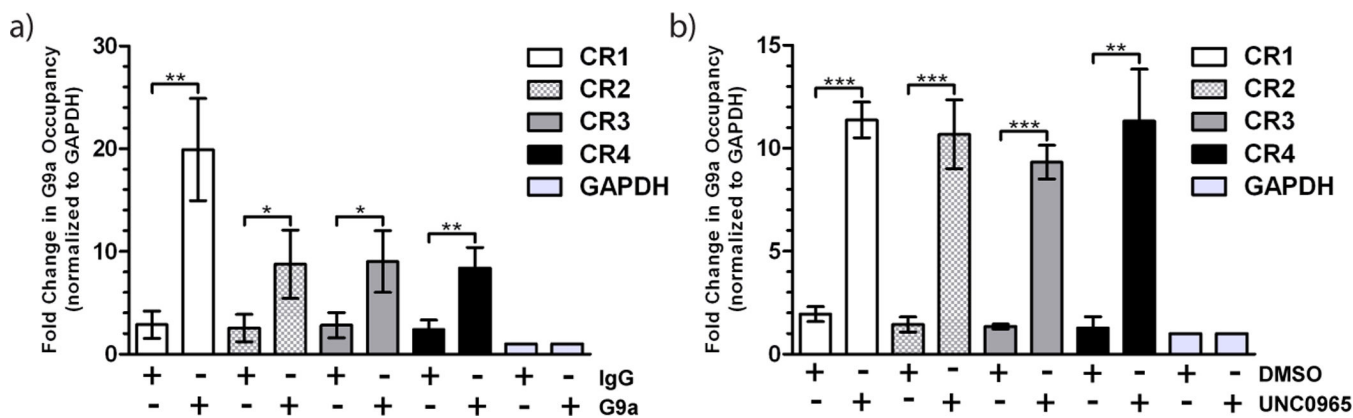 a)
Fold Change in G9a Occupancy
(normalized to GAPDH)
30
20
10
0
** * * **
CR1
CR2
CR3
CR4
GAPDH
+ - + - + - + - + - IgG
- + - + - + - + - + G9a
b)
Fold Change in G9a Occupancy
(normalized to GAPDH)
15
10
5
0
*** *** *** **
CR1
CR2
CR3
CR4
GAPDH
+ - + - + - + - + - DMSO
- + - + - + - + - + UNC0965